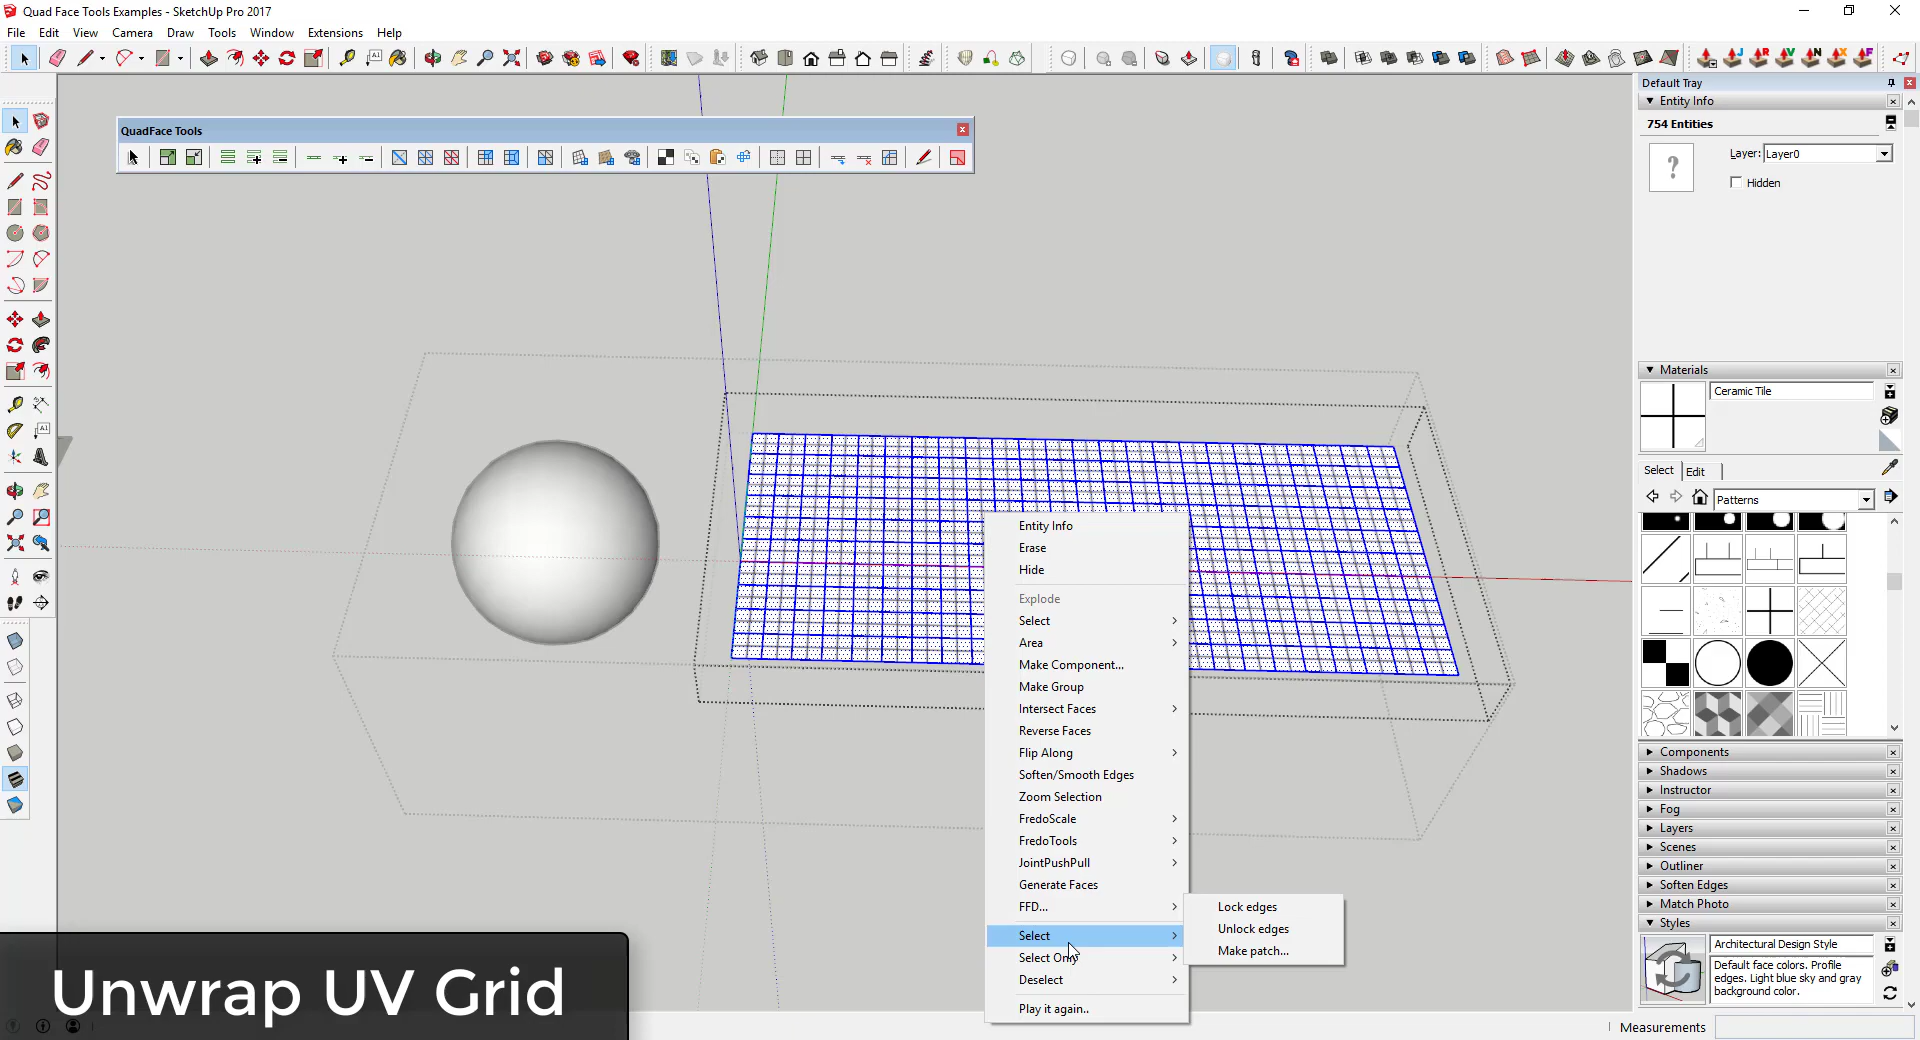 Quad Face Tools Examples - SketchUp Pro 2017
File Edit View Camera Draw Tools Window Extensions Help
Default Tray
Entity Info
754 Entities
Layer: Layer0
?
Hidden
QuadFace Tools
Materials
Ceramic Tile
Select Edit
Patterns
Entity Info
Erase
Hide
Explode
Select
Area
Make Component...
Make Group
Intersect Faces
Reverse Faces
Flip Along
Soften/Smooth Edges
Zoom Selection
FredoScale
FredoTools
JointPushPull
Generate Faces
FFD...
Select
Select Only
Deselect
Play it again..
Lock edges
Unlock edges
Make patch...
Components
Shadows
Instructor
Fog
Layers
Scenes
Outliner
Soften Edges
Match Photo
Styles
Architectural Design Style
Default face colors. Profile
edges. Light blue sky and gray
background color.
Unwrap UV Grid
Measurements